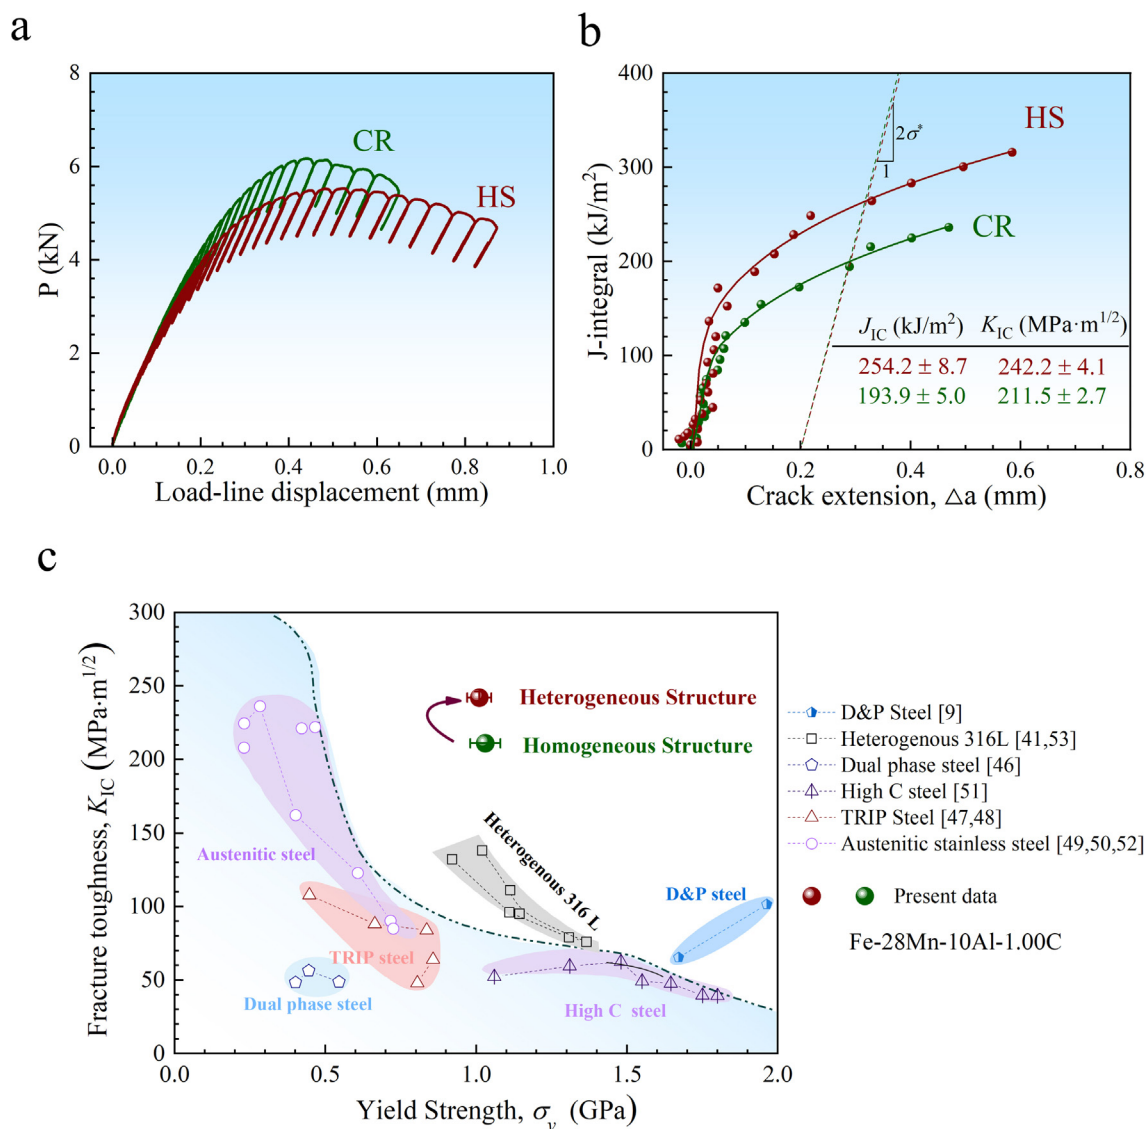 a
8
6
4
2
0
P (kN)
CR
HS
0.0 0.2 0.4 0.6 0.8 1.0
Load-line displacement (mm)
b
400
300
200
100
0
J-integral (kJ/m²)
2σ*
1
HS
CR
J_IC (kJ/m²) K_IC (MPa·m^1/2)
254.2 ± 8.7 242.2 ± 4.1
193.9 ± 5.0 211.5 ± 2.7
0.0 0.2 0.4 0.6 0.8
Crack extension, △a (mm)
c
300
250
200
150
100
50
0
Fracture toughness, K_IC (MPa·m^1/2)
Heterogeneous Structure
Homogeneous Structure
Austenitic steel
Heterogenous 316 L
D&P steel
TRIP steel
Dual phase steel
High C steel
0.0 0.5 1.0 1.5 2.0
Yield Strength, σ_y (GPa)
D&P Steel [9]
Heterogenous 316L [41,53]
Dual phase steel [46]
High C steel [51]
TRIP Steel [47,48]
Austenitic stainless steel [49,50,52]
Present data
Fe-28Mn-10Al-1.00C